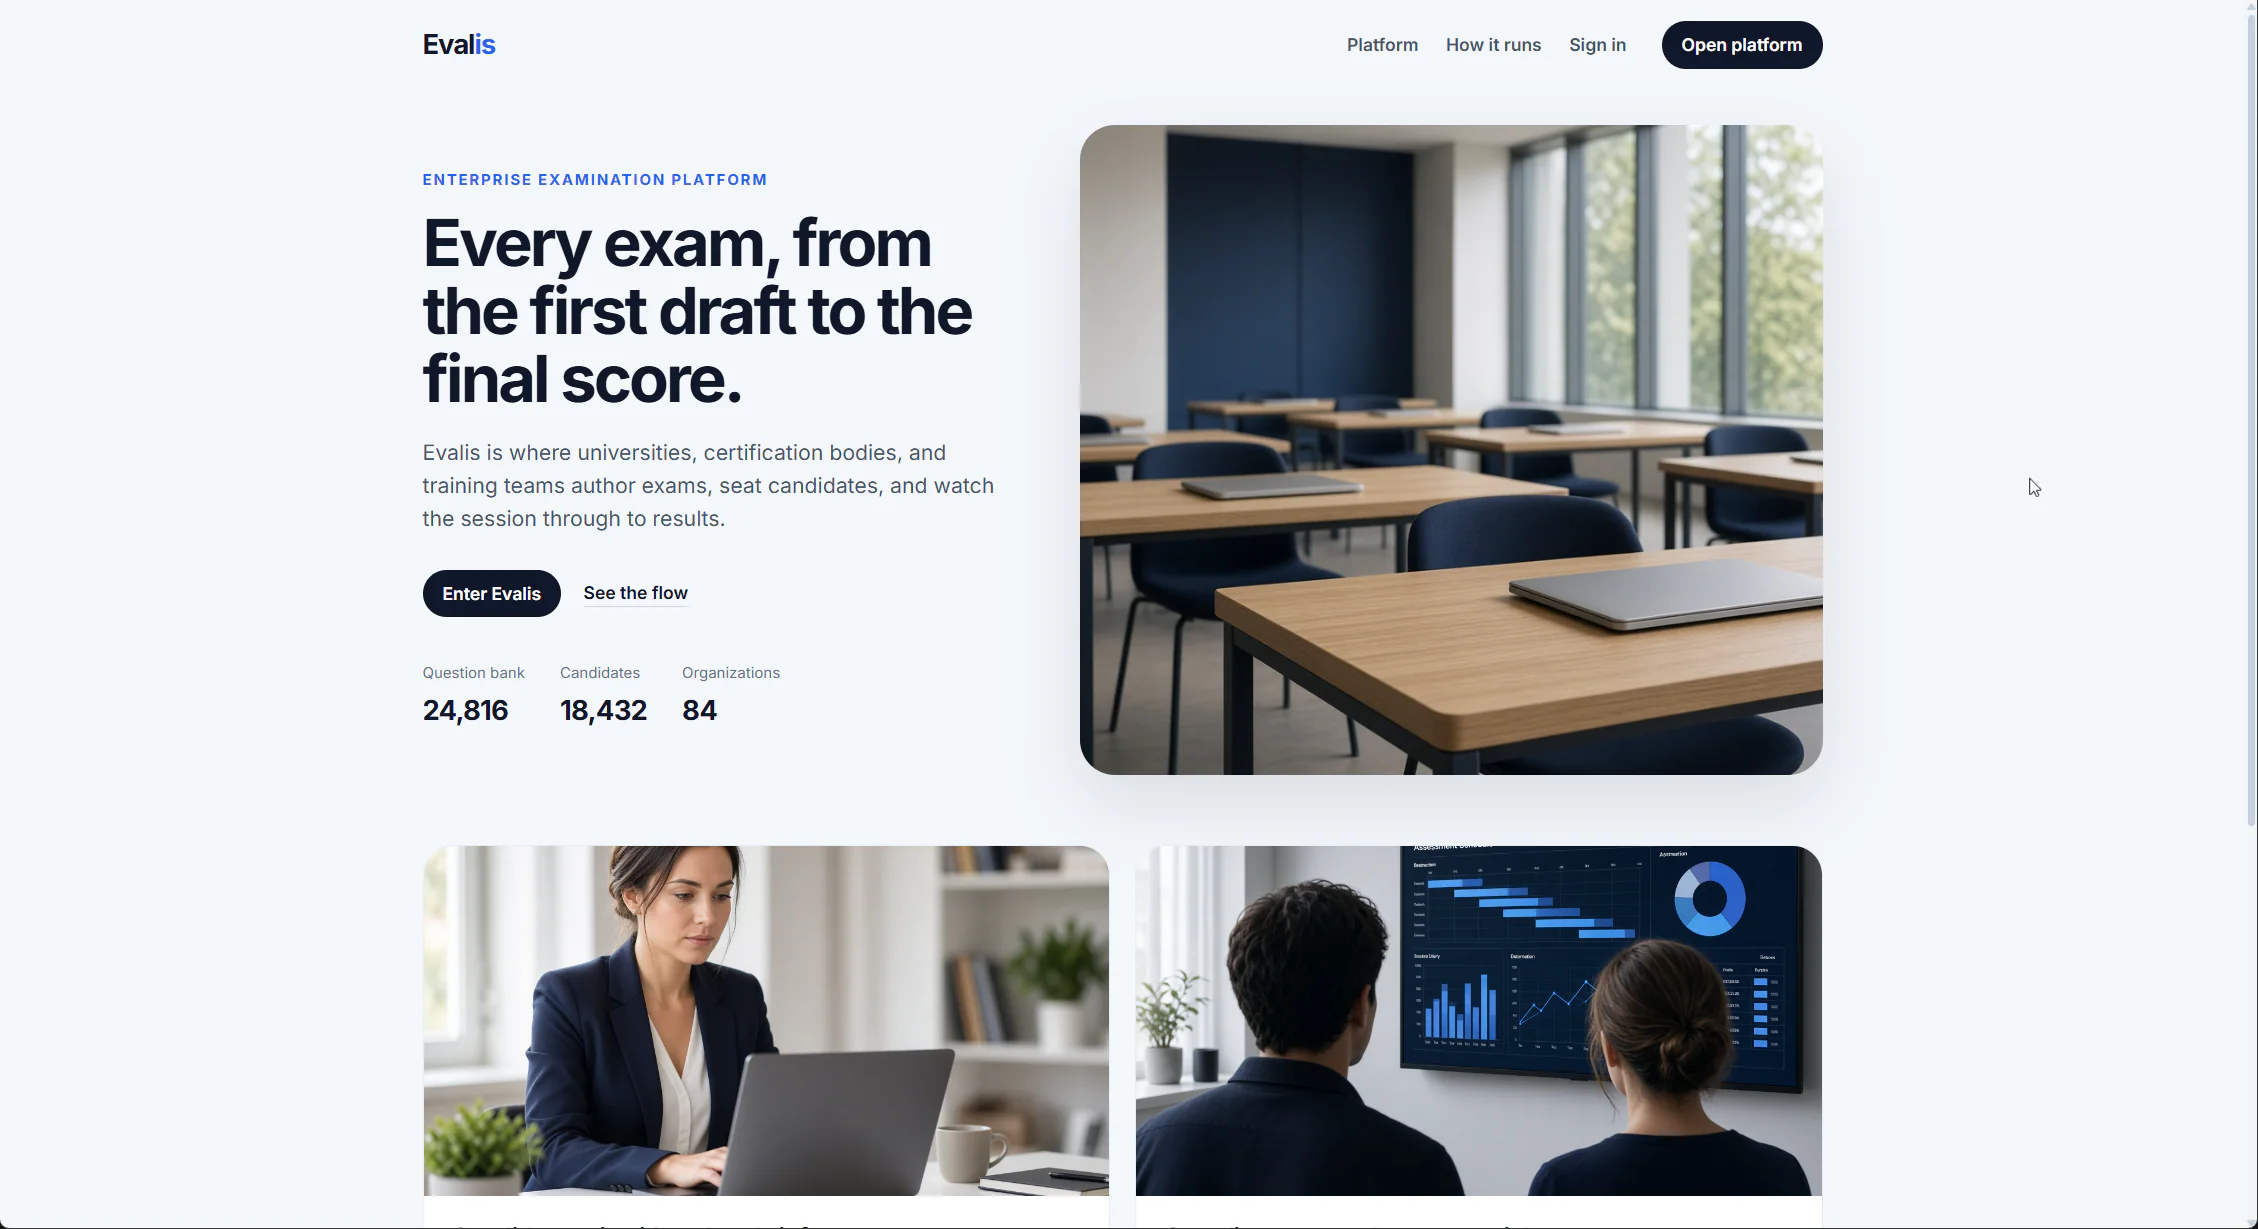 Evalis
Platform
How it runs
Sign in
Open platform
ENTERPRISE EXAMINATION PLATFORM
Every exam, from
the first draft to the
final score.
Evalis is where universities, certification bodies, and
training teams author exams, seat candidates, and watch
the session through to results.
Enter Evalis
See the flow
Question bank
Candidates
Organizations
24,816
18,432
84